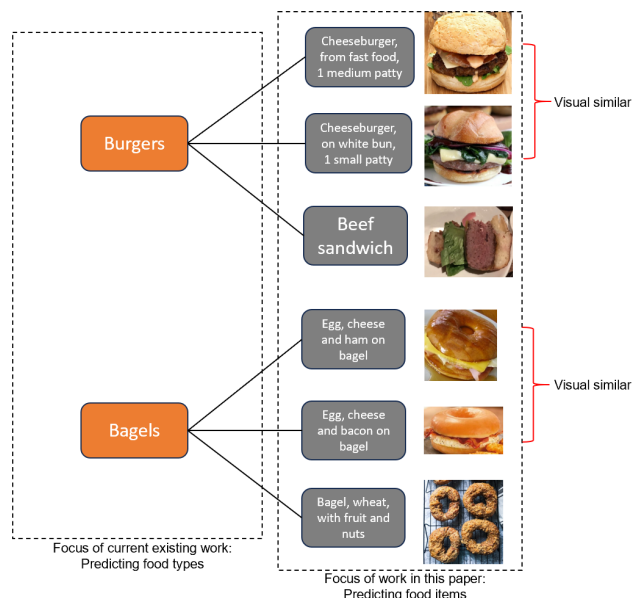 Cheeseburger,
from fast food,
1 medium patty
Visual similar
Burgers
Cheeseburger,
on white bun,
1 small patty
Beef
sandwich
Egg, cheese
and ham on
bagel
Visual similar
Bagels
Egg, cheese
and bacon on
bagel
Bagel, wheat,
with fruit and
nuts
Focus of current existing work:
Predicting food types
Focus of work in this paper:
Predicting food items